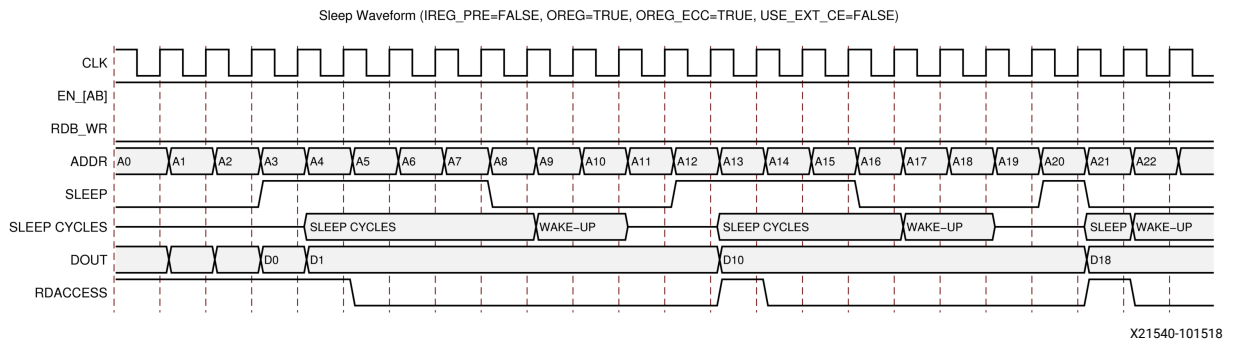 Sleep Waveform (IREG_PRE=FALSE, OREG=TRUE, OREG_ECC=TRUE, USE_EXT_CE=FALSE)
CLK
EN_[AB]
RDB_WR
ADDR A0 A1 A2 A3 A4 A5 A6 A7 A8 A9 A10 A11 A12 A13 A14 A15 A16 A17 A18 A19 A20 A21 A22
SLEEP
SLEEP CYCLES SLEEP CYCLES WAKE–UP SLEEP CYCLES WAKE–UP SLEEP WAKE–UP
DOUT D0 D1 D10 D18
RDACCESS
X21540-101518